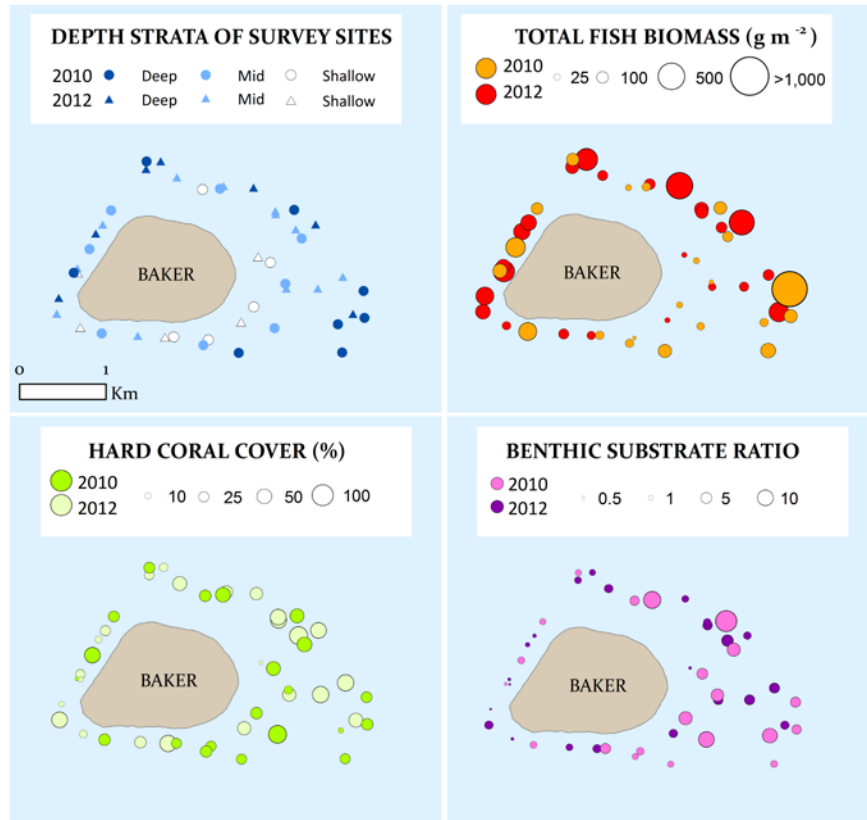 DEPTH STRATA OF SURVEY SITES
2010 Deep Mid Shallow
2012 Deep Mid Shallow
BAKER
0 1
Km
TOTAL FISH BIOMASS (g m ⁻²)
2010
2012
25 100 500 >1,000
BAKER
HARD CORAL COVER (%)
2010
2012
10 25 50 100
BAKER
BENTHIC SUBSTRATE RATIO
2010
2012
0.5 1 5 10
BAKER